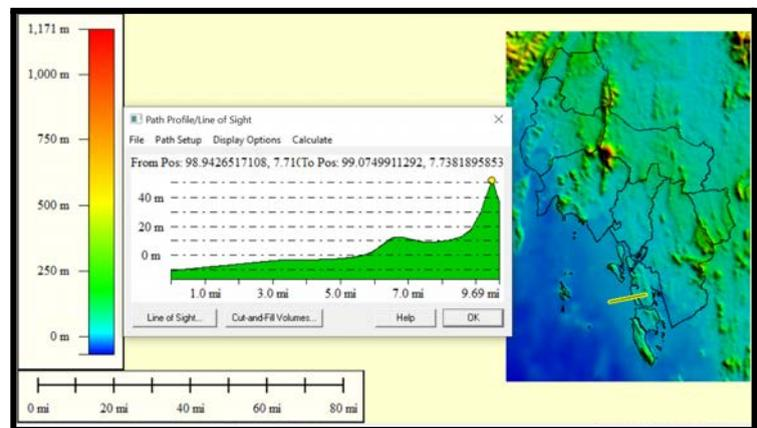 1,171 m
1,000 m
750 m
500 m
250 m
0 m
Path Profile/Line of Sight
File Path Setup Display Options Calculate
From Pos: 98.9426517108, 7.71(To Pos: 99.0749911292, 7.7381895853
40 m
20 m
0 m
1.0 mi 3.0 mi 5.0 mi 7.0 mi 9.69 mi
Line of Sight... Cut-and-Fill Volumes... Help OK
0 mi 20 mi 40 mi 60 mi 80 mi